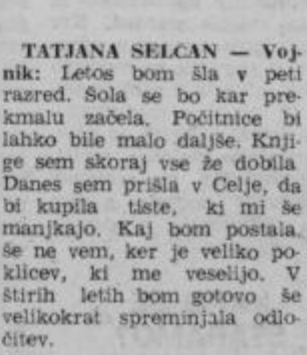 TATJANA SELCAN — Voj-
nik: Letos bom šla v peti
razred. Šola se bo kar pre-
kmalu začela. Počitnice bi
lahko bile malo daljše. Knji-
ge sem skoraj vse že dobila
Danes sem prišla v Celje, da
bi kupila tiste, ki mi še
manjkajo. Kaj bom postala,
še ne vem, ker je veliko po-
klicev, ki me veselijo. V
štirih letih bom gotovo še
velikokrat spreminjala odlo-
čitev.